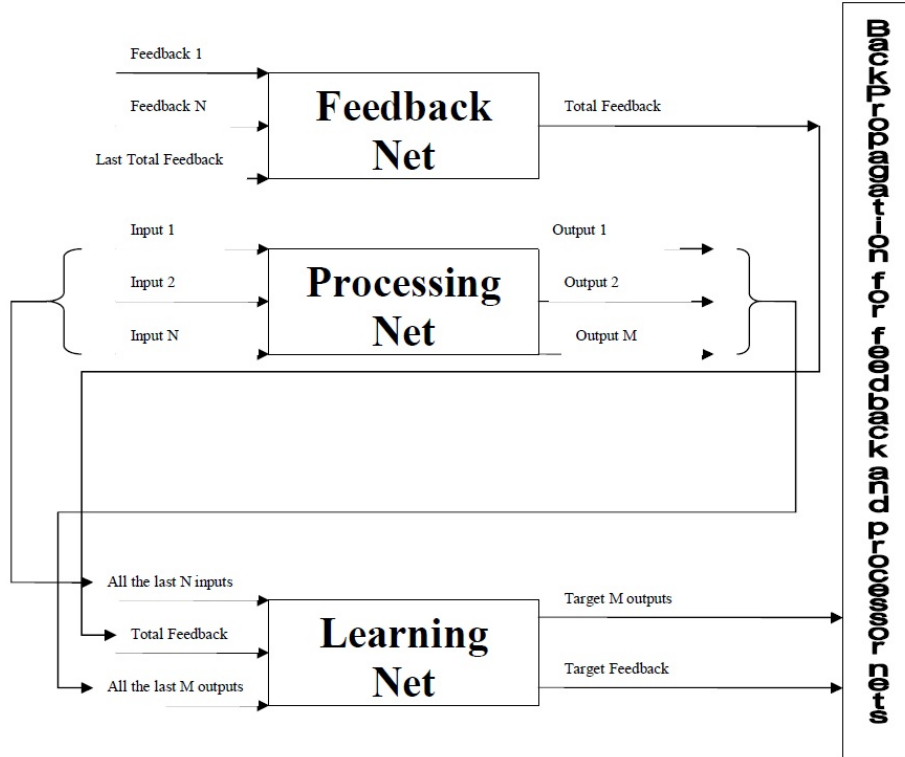 Feedback 1
Feedback N
Last Total Feedback
Feedback
Net
Total Feedback
Input 1
Input 2
Input N
Processing
Net
Output 1
Output 2
Output M
All the last N inputs
Total Feedback
All the last M outputs
Learning
Net
Target M outputs
Target Feedback
Backpropagation for feedback and processor nets